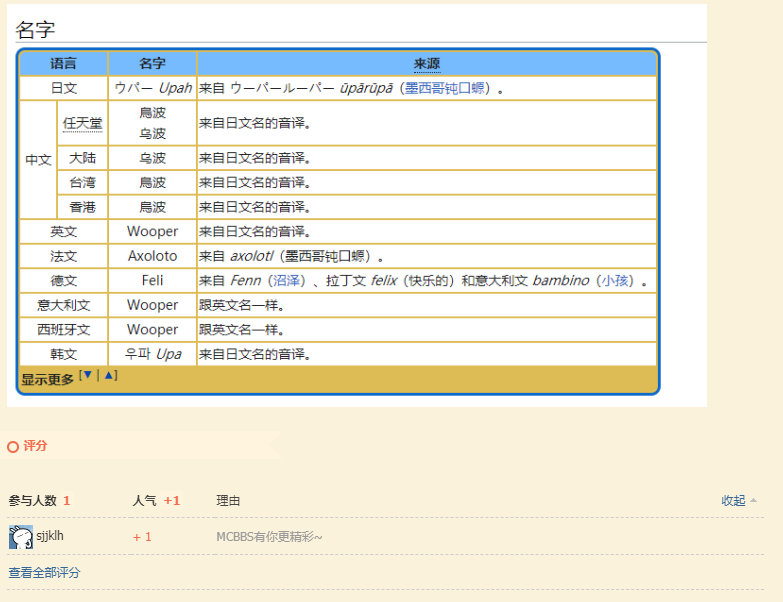 名字
语言 名字 来源
日文 ウパー Upah 来自 ウーパールーパー ūpārūpā（墨西哥钝口螈）。
中文 任天堂 烏波 乌波 来自日文名的音译。
大陆 乌波 来自日文名的音译。
台湾 烏波 来自日文名的音译。
香港 烏波 来自日文名的音译。
英文 Wooper 来自日文名的音译。
法文 Axoloto 来自 axolotl（墨西哥钝口螈）。
德文 Feli 来自 Fenn（沼泽）、拉丁文 felix（快乐的）和意大利文 bambino（小孩）。
意大利文 Wooper 跟英文名一样。
西班牙文 Wooper 跟英文名一样。
韩文 우파 Upa 来自日文名的音译。
显示更多 [▼ | ▲]
评分
参与人数 1 人气 +1 理由 收起
sjjklh + 1 MCBBS有你更精彩~
查看全部评分